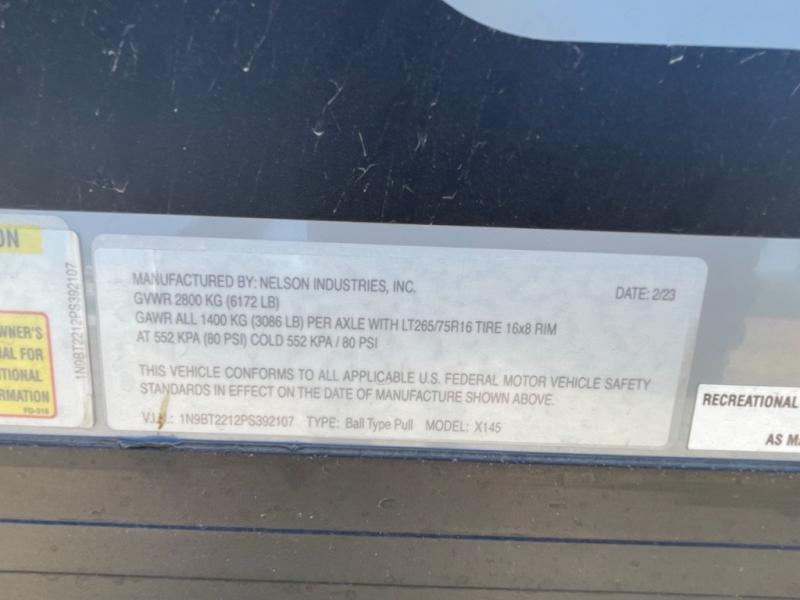 ON
WNER'S
AL FOR
TIONAL
RMATION
1N9BT2212PS392107
MANUFACTURED BY: NELSON INDUSTRIES, INC.
DATE: 2/23
GVWR 2800 KG (6172 LB)
GAWR ALL 1400 KG (3086 LB) PER AXLE WITH LT265/75R16 TIRE 16x8 RIM
AT 552 KPA (80 PSI) COLD 552 KPA / 80 PSI
THIS VEHICLE CONFORMS TO ALL APPLICABLE U.S. FEDERAL MOTOR VEHICLE SAFETY
STANDARDS IN EFFECT ON THE DATE OF MANUFACTURE SHOWN ABOVE.
V.I.N.: 1N9BT2212PS392107 TYPE: Ball Type Pull MODEL: X145
RECREATIONAL
AS MA